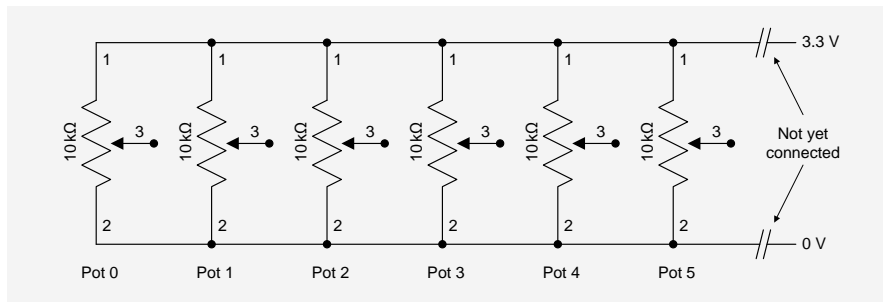 3.3 V
1 1 1 1 1 1
10kΩ 3 10kΩ 3 10kΩ 3 10kΩ 3 10kΩ 3 10kΩ 3
Not yet
connected
2 2 2 2 2 2
0 V
Pot 0 Pot 1 Pot 2 Pot 3 Pot 4 Pot 5